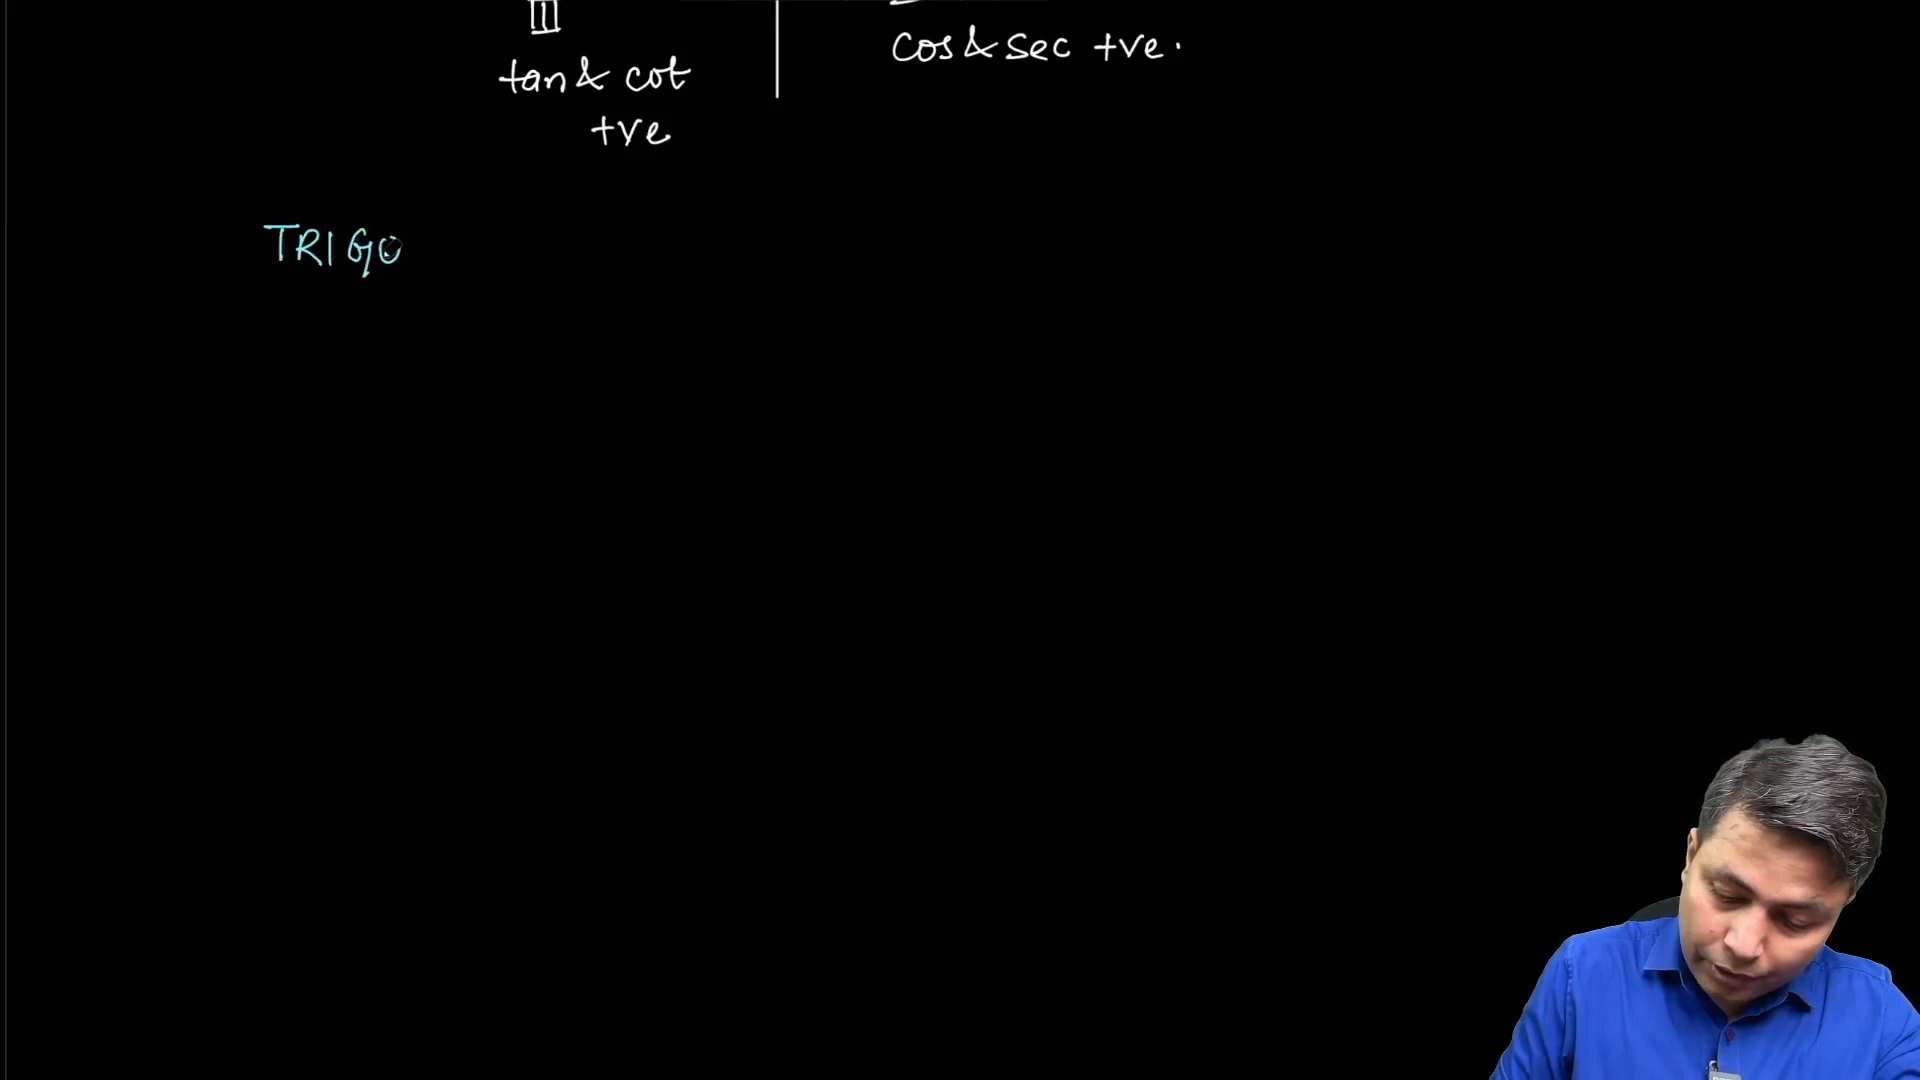 III
tan & cot
+ve
cos & sec +ve.
TRIGO